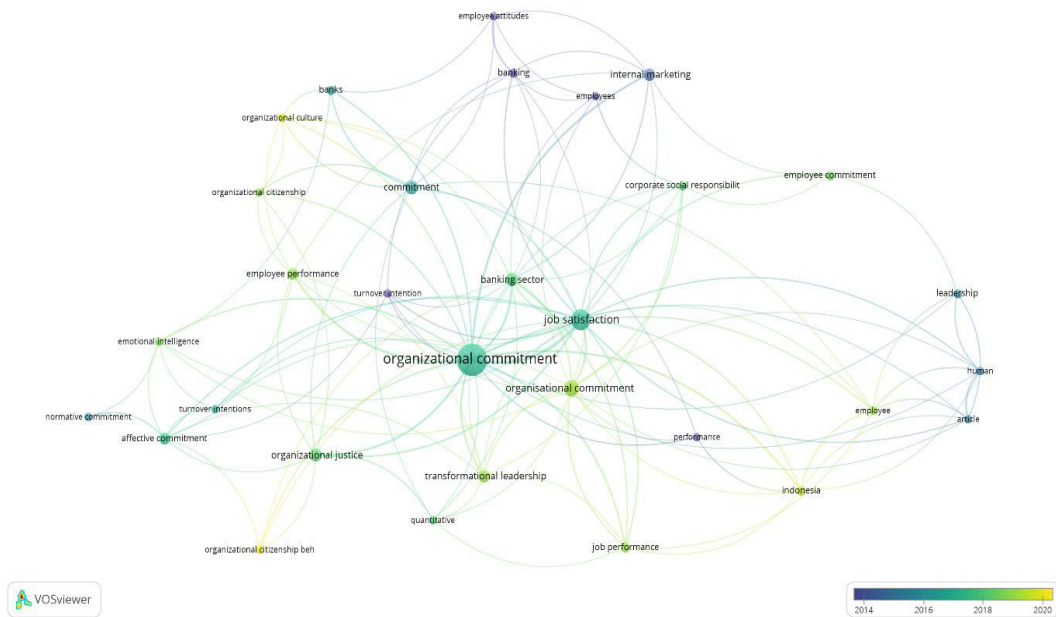 employee attitudes
banking
internal marketing
banks
employees
organizational culture
employee commitment
commitment
corporate social responsibilit
organizational citizenship
employee performance
banking sector
turnover intention
leadership
job satisfaction
emotional intelligence
organizational commitment
human
organisational commitment
turnover intentions
employee
normative commitment
article
affective commitment
performance
organizational justice
transformational leadership
indonesia
quantitative
organizational citizenship beh
job performance
VOSviewer
2014 2016 2018 2020